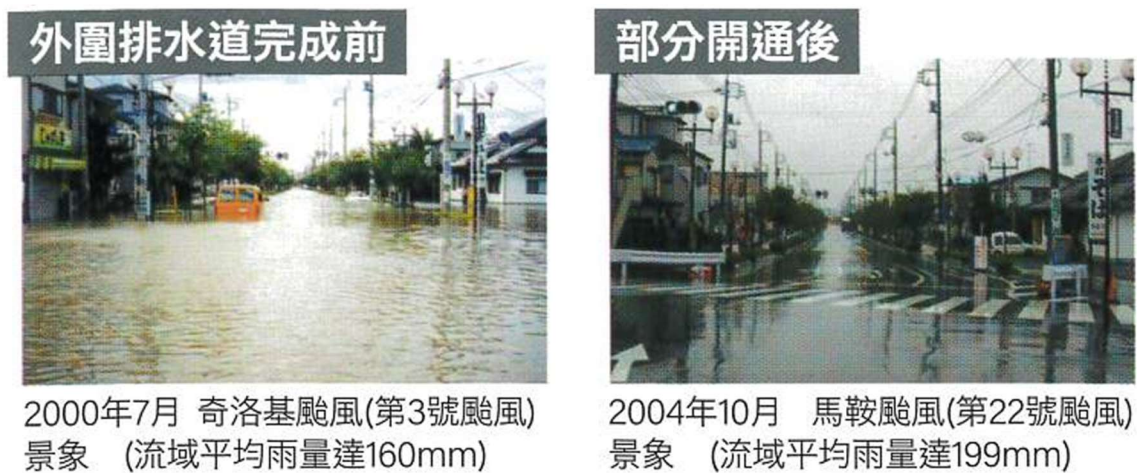 外圍排水道完成前
部分開通後
2000年7月 奇洛基颱風(第3號颱風)
景象 (流域平均雨量達160mm)
2004年10月 馬鞍颱風(第22號颱風)
景象 (流域平均雨量達199mm)